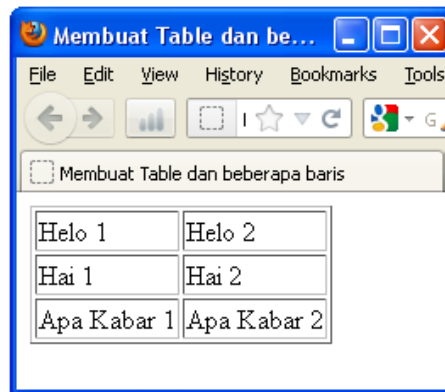 Membuat Table dan be...
File Edit View History Bookmarks Tools
Membuat Table dan beberapa baris
Helo 1 Helo 2
Hai 1 Hai 2
Apa Kabar 1 Apa Kabar 2